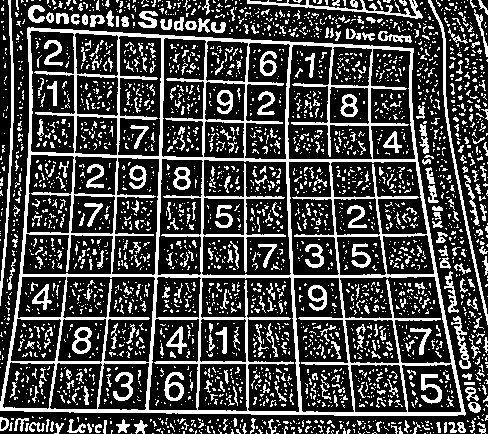 Conceptis Sudoku
By Dave Green
2 6 1
1 9 2 8
7 4
2 9 8
7 5 2
7 3 5
4 9
8 4 1 7
3 6 5
Difficulty Level ★★
1/28
©2014 Conceptis Puzzles, Dist. by King Features Syndicate, Inc.